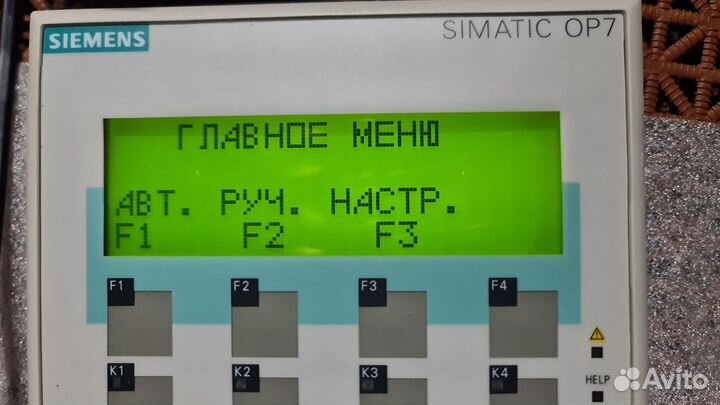 SIEMENS
SIMATIC OP7
ГЛАВНОЕ МЕНЮ
АВТ. РУЧ. НАСТР.
F1 F2 F3
F1 F2 F3 F4
K1 K2 K3 K4
HELP
Avito